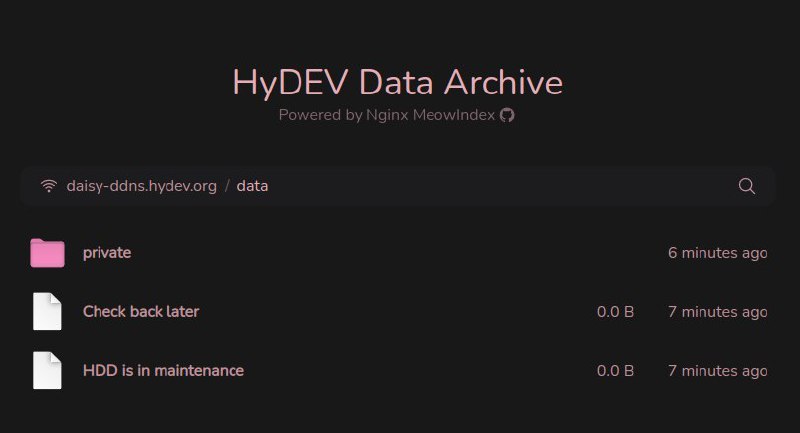 HyDEV Data Archive
Powered by Nginx MeowIndex
daisy-ddns.hydev.org / data
private 6 minutes ago
Check back later 0.0 B 7 minutes ago
HDD is in maintenance 0.0 B 7 minutes ago